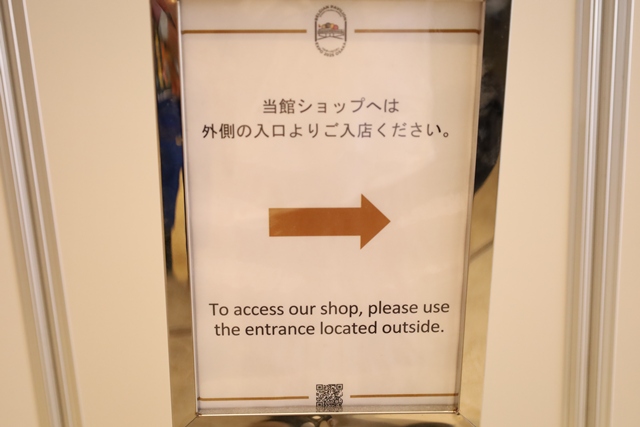 当館ショップへは
外側の入口よりご入店ください。
To access our shop, please use
the entrance located outside.